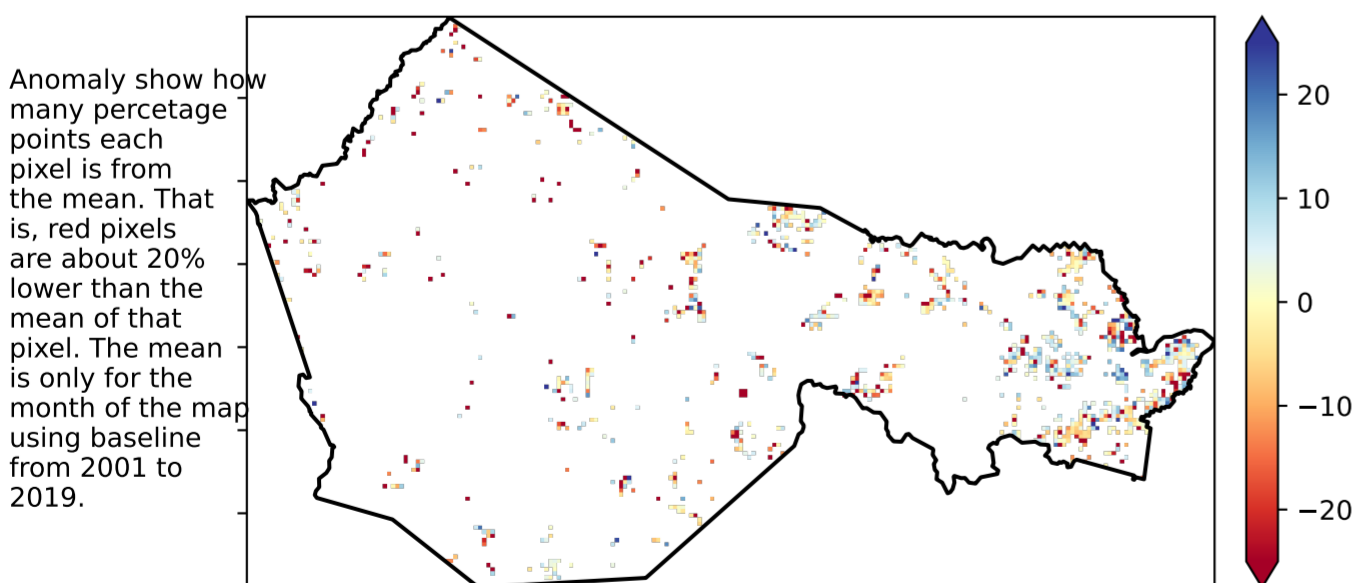 Anomaly show how
many percetage
points each
pixel is from
the mean. That
is, red pixels
are about 20%
lower than the
mean of that
pixel. The mean
is only for the
month of the map
using baseline
from 2001 to
2019.
20
10
0
−10
−20